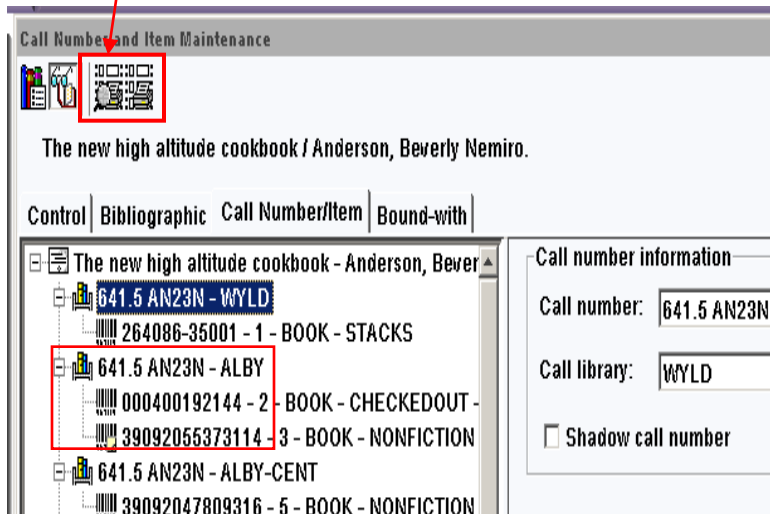 Call Number and Item Maintenance
The new high altitude cookbook / Anderson, Beverly Nemiro.
Control Bibliographic Call Number/Item Bound-with
The new high altitude cookbook - Anderson, Bever
641.5 AN23N - WYLD
264086-35001 - 1 - BOOK - STACKS
641.5 AN23N - ALBY
000400192144 - 2 - BOOK - CHECKEDOUT -
39092055373114 - 3 - BOOK - NONFICTION
641.5 AN23N - ALBY-CENT
39092047809316 - 5 - BOOK - NONFICTION
Call number information
Call number: 641.5 AN23N
Call library: WYLD
Shadow call number